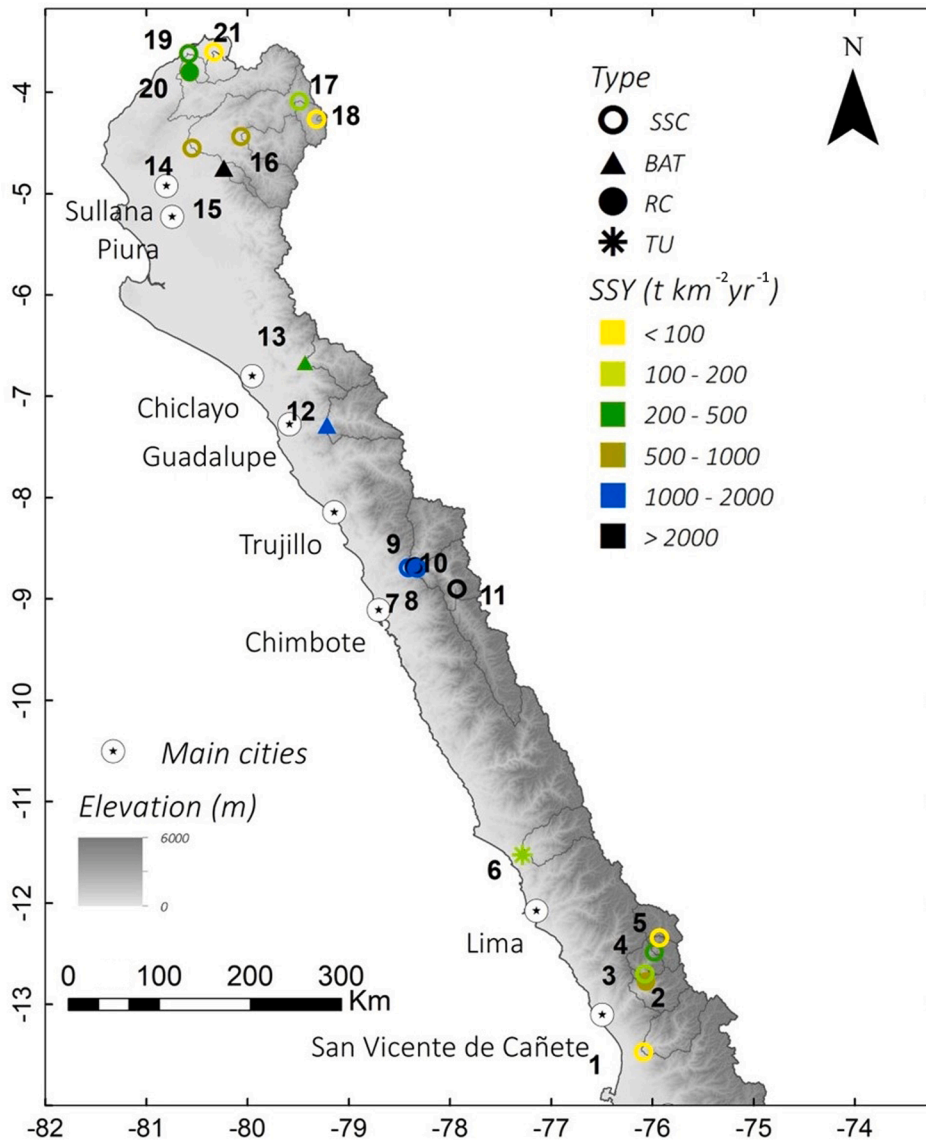 19
21
N
20
17
18
Type
SSC
BAT
RC
TU
16
14
15
Sullana
Piura
SSY (t km⁻²yr⁻¹)
< 100
100 - 200
200 - 500
500 - 1000
1000 - 2000
> 2000
13
Chiclayo
12
Guadalupe
Trujillo
9
10
11
7
8
Chimbote
Main cities
Elevation (m)
6000
0
6
5
4
3
2
Lima
0 100 200 300
Km
San Vicente de Cañete
1
-4
-5
-6
-7
-8
-9
-10
-11
-12
-13
-82 -81 -80 -79 -78 -77 -76 -75 -74